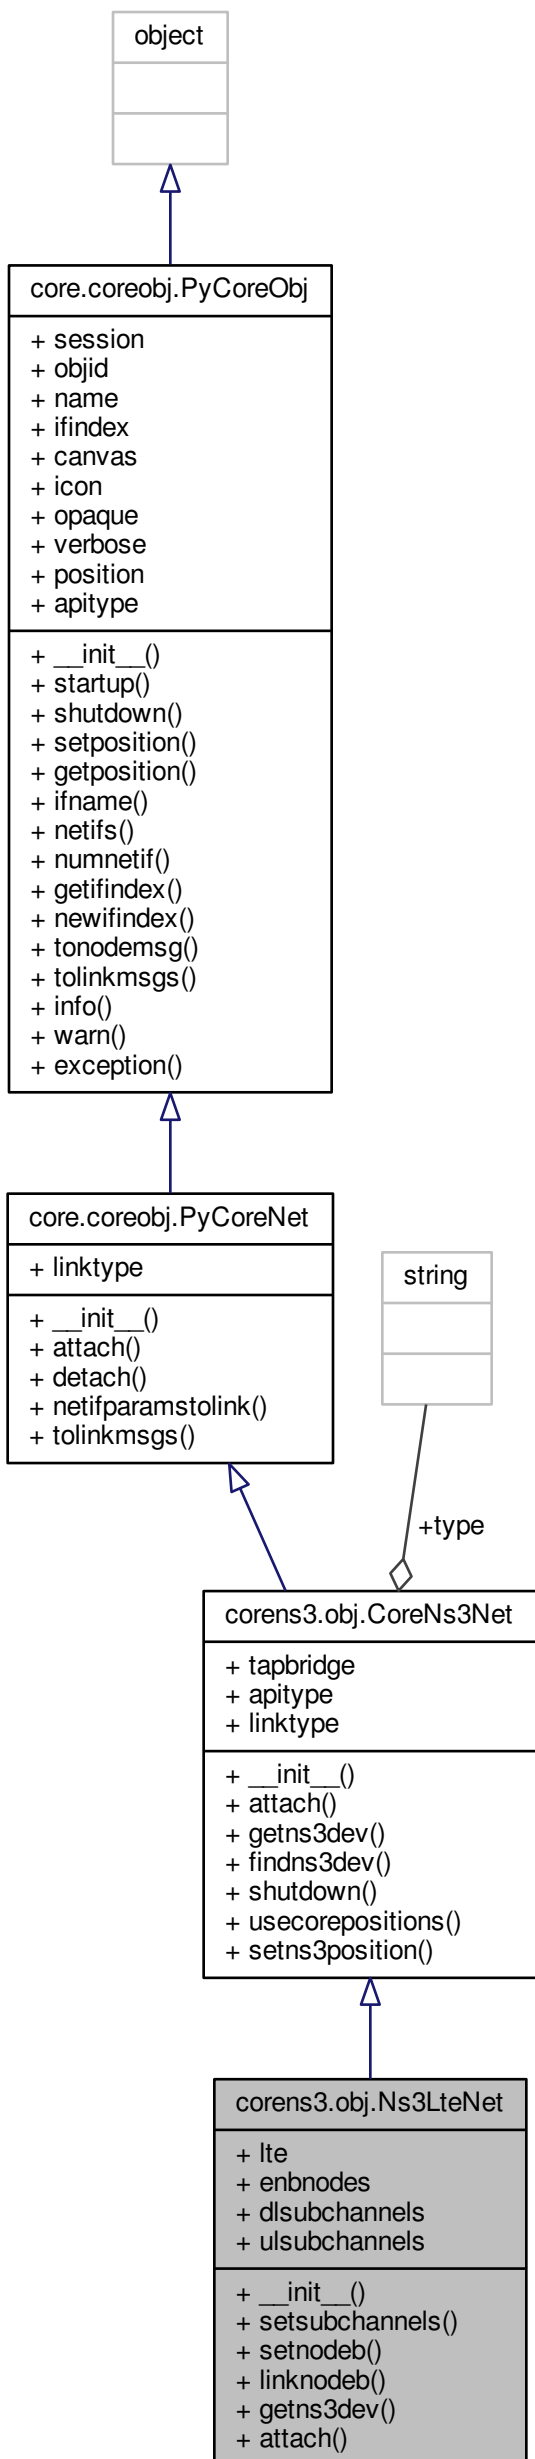 object
core.coreobj.PyCoreObj
+ session
+ objid
+ name
+ ifindex
+ canvas
+ icon
+ opaque
+ verbose
+ position
+ apitype
+ __init__()
+ startup()
+ shutdown()
+ setposition()
+ getposition()
+ ifname()
+ netifs()
+ numnetif()
+ getifindex()
+ newifindex()
+ tonodemsg()
+ tolinkmsgs()
+ info()
+ warn()
+ exception()
core.coreobj.PyCoreNet
+ linktype
+ __init__()
+ attach()
+ detach()
+ netifparamstolink()
+ tolinkmsgs()
string
+type
corens3.obj.CoreNs3Net
+ tapbridge
+ apitype
+ linktype
+ __init__()
+ attach()
+ getns3dev()
+ findns3dev()
+ shutdown()
+ usecorepositions()
+ setns3position()
corens3.obj.Ns3LteNet
+ lte
+ enbnodes
+ dlsubchannels
+ ulsubchannels
+ __init__()
+ setsubchannels()
+ setnodeb()
+ linknodeb()
+ getns3dev()
+ attach()